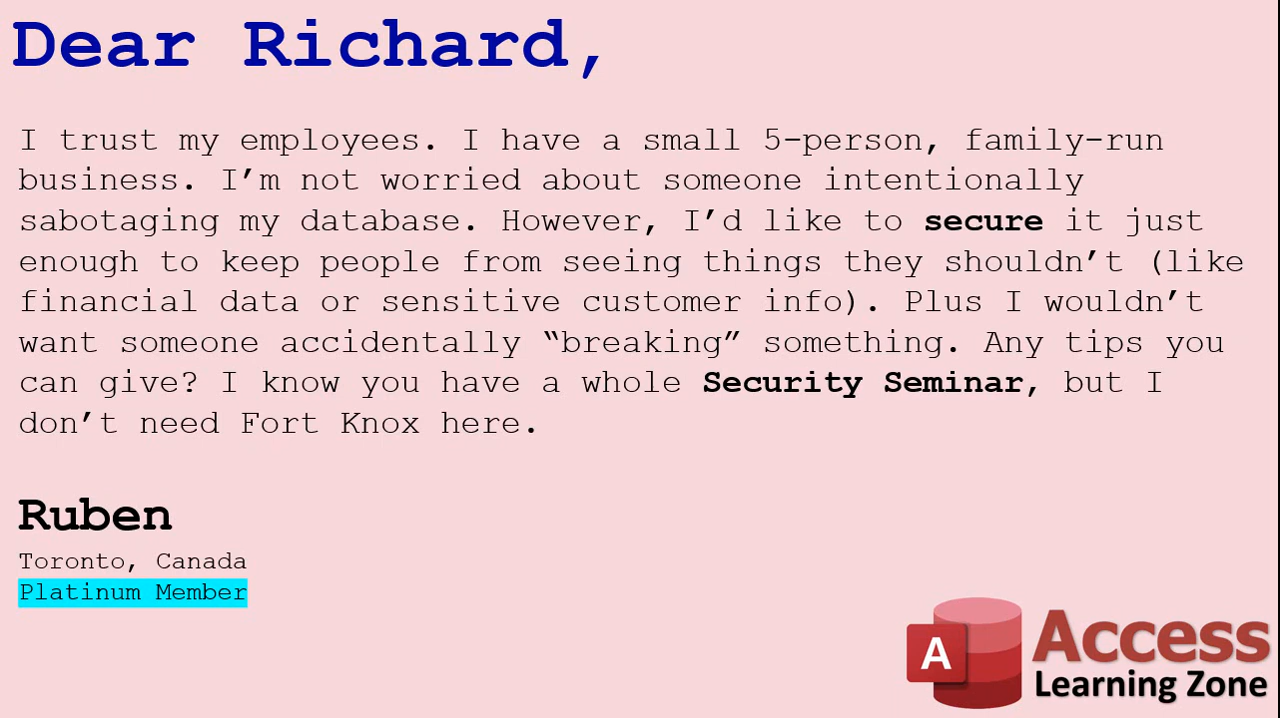 Dear Richard,
I trust my employees. I have a small 5-person, family-run
business. I’m not worried about someone intentionally
sabotaging my database. However, I’d like to secure it just
enough to keep people from seeing things they shouldn’t (like
financial data or sensitive customer info). Plus I wouldn’t
want someone accidentally “breaking” something. Any tips you
can give? I know you have a whole Security Seminar, but I
don’t need Fort Knox here.
Ruben
Toronto, Canada
Platinum Member
A
Access
Learning Zone